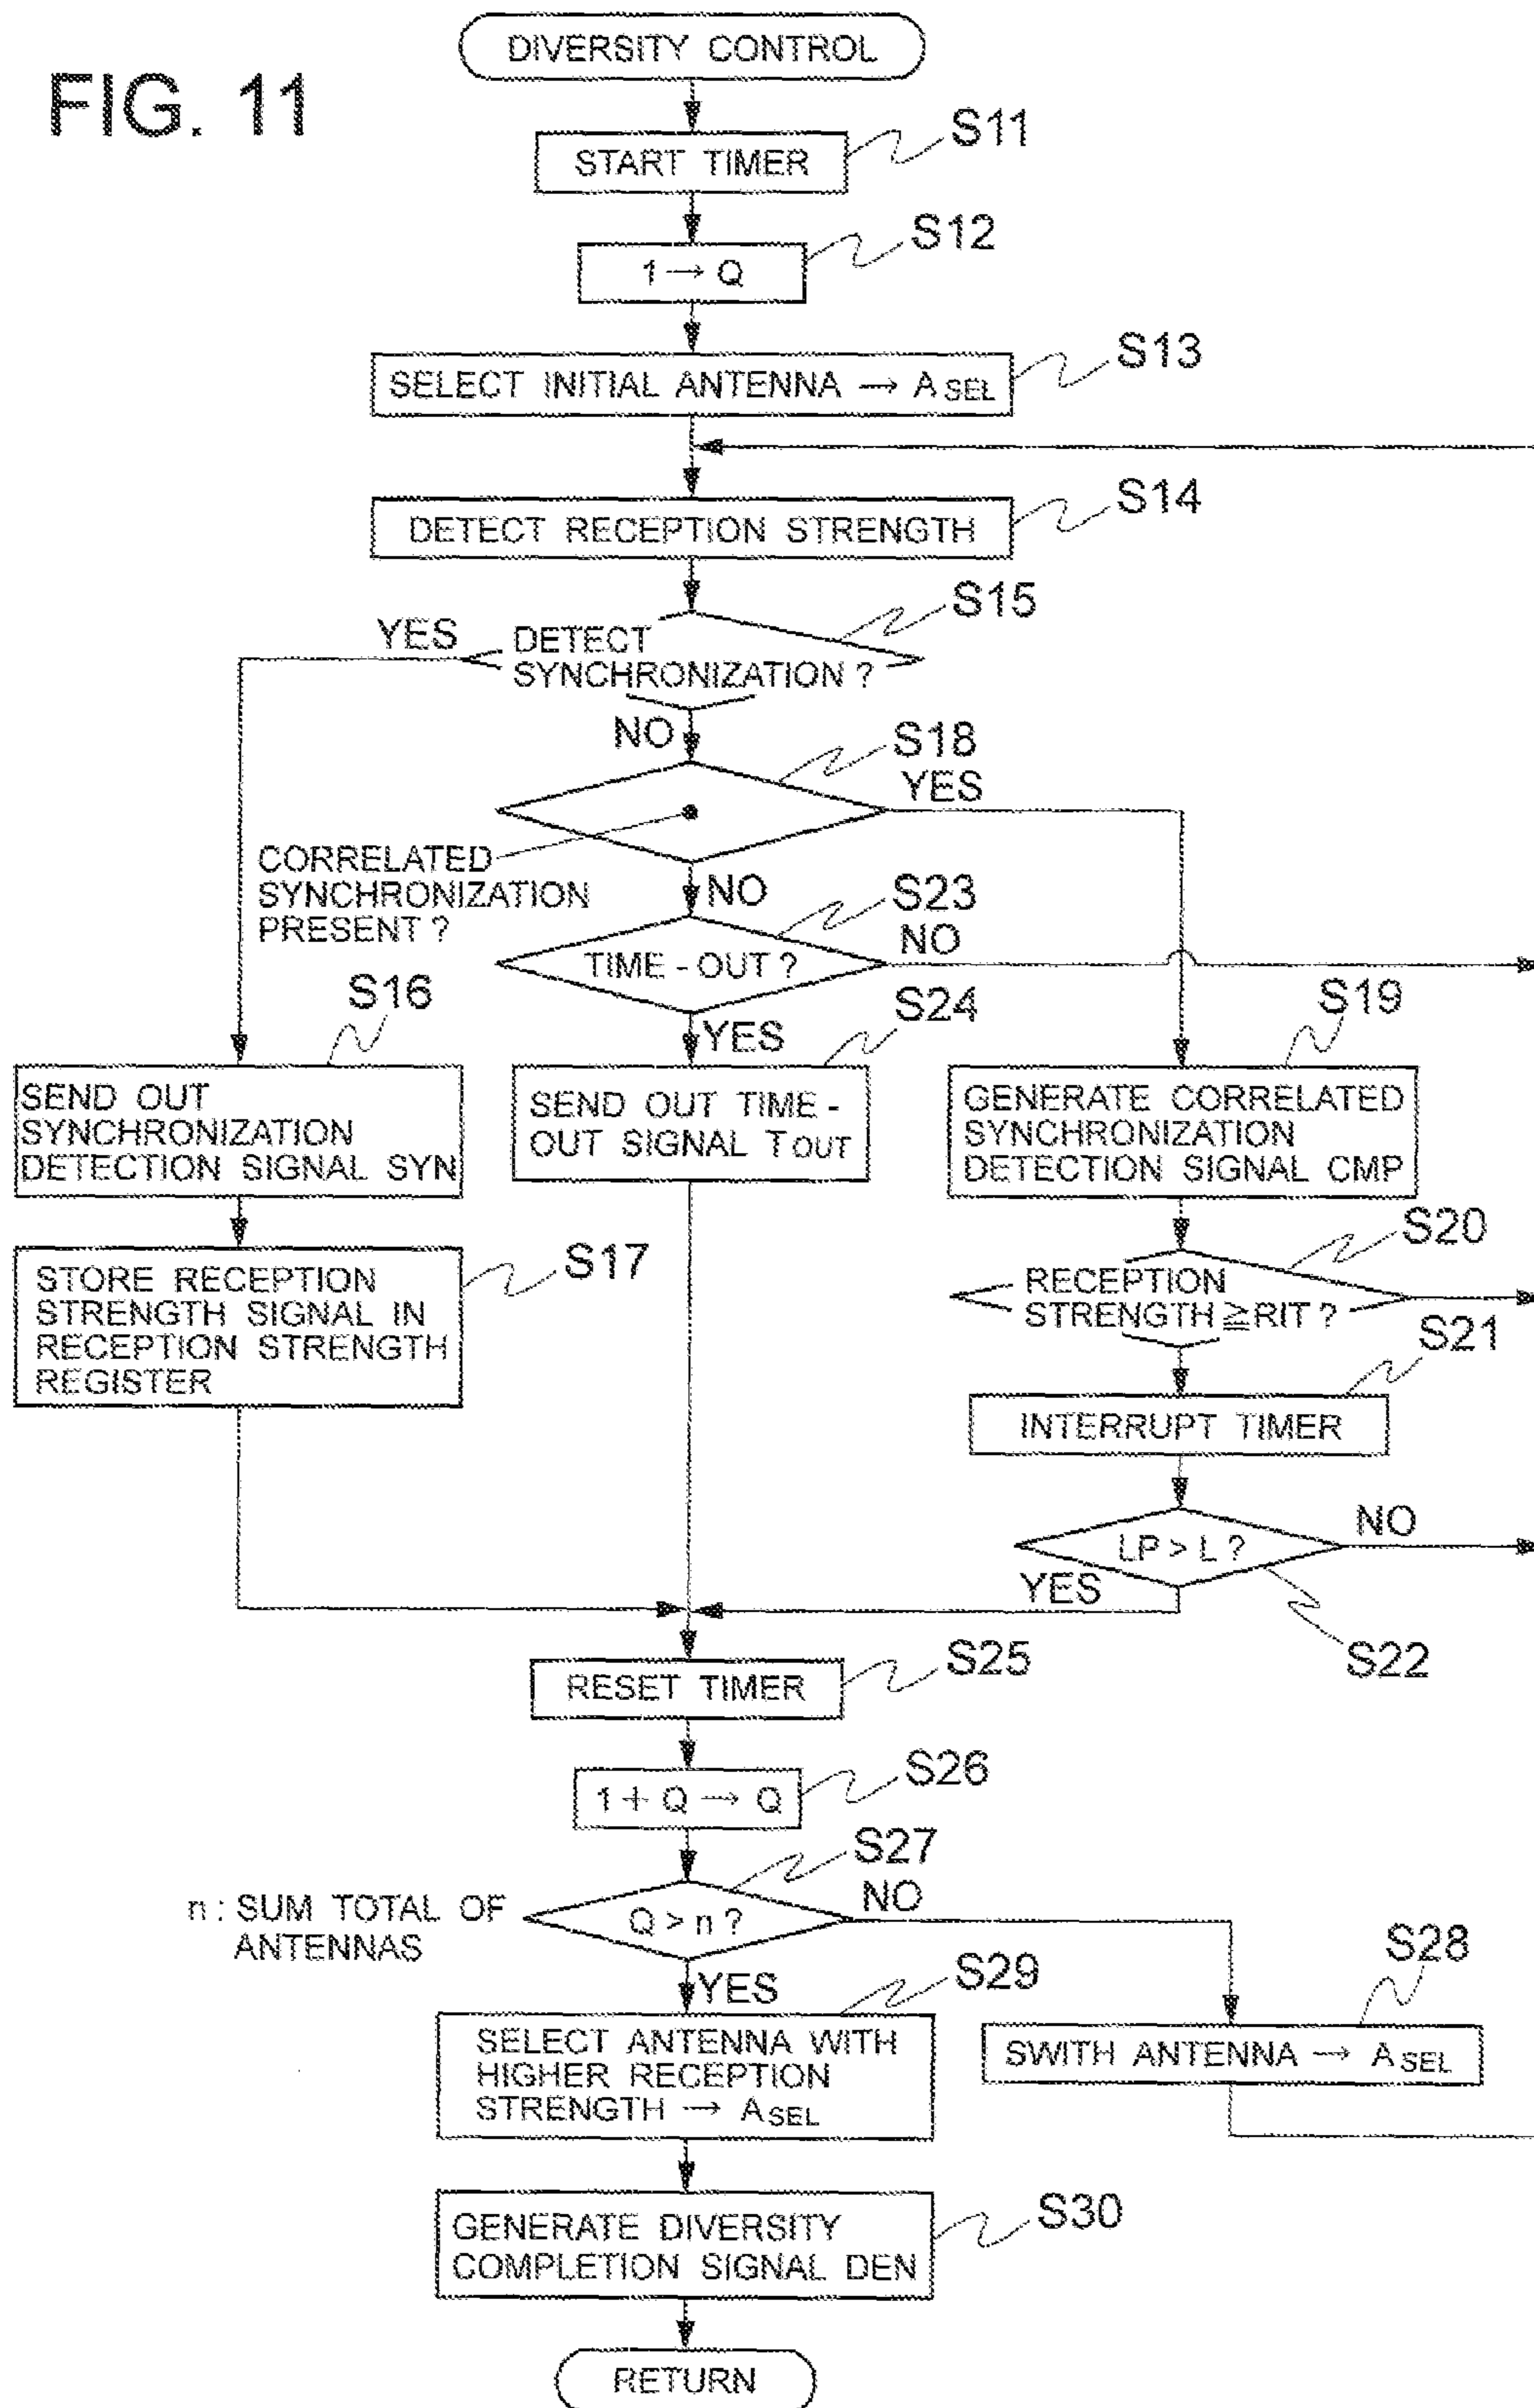 FIG. 11
DIVERSITY CONTROL
START TIMER
S11
1 → Q
S12
SELECT INITIAL ANTENNA → ASEL
S13
DETECT RECEPTION STRENGTH
S14
DETECT
SYNCHRONIZATION ?
S15
YES
NO
S18
YES
CORRELATED
SYNCHRONIZATION
PRESENT ?
NO
S23
TIME - OUT ?
NO
YES
S16
SEND OUT
SYNCHRONIZATION
DETECTION SIGNAL SYN
S24
SEND OUT TIME -
OUT SIGNAL TOUT
S19
GENERATE CORRELATED
SYNCHRONIZATION
DETECTION SIGNAL CMP
S17
STORE RECEPTION
STRENGTH SIGNAL IN
RECEPTION STRENGTH
REGISTER
S20
RECEPTION
STRENGTH ≧ RIT ?
S21
INTERRUPT TIMER
LP > L ?
NO
YES
S22
RESET TIMER
S25
1 + Q → Q
S26
S27
n : SUM TOTAL OF
ANTENNAS
Q > n ?
NO
YES
S28
SWITH ANTENNA → ASEL
S29
SELECT ANTENNA WITH
HIGHER RECEPTION
STRENGTH → ASEL
S30
GENERATE DIVERSITY
COMPLETION SIGNAL DEN
RETURN